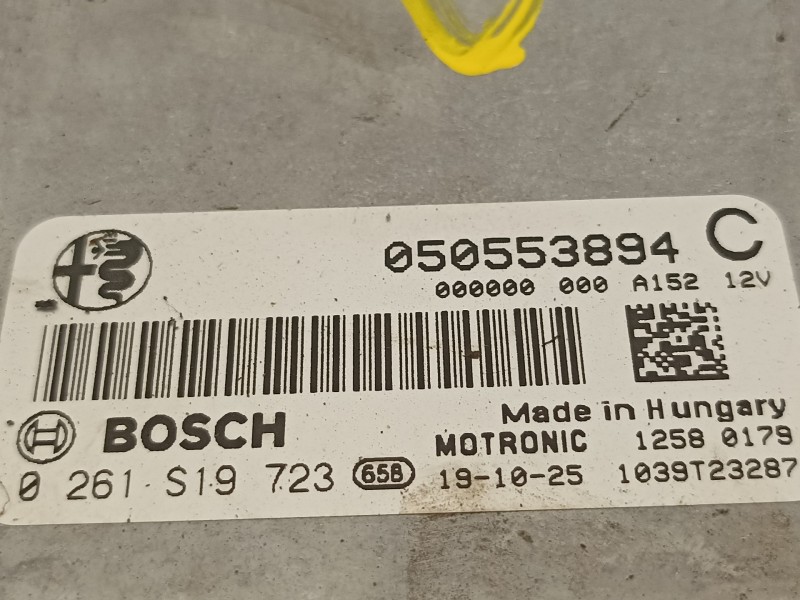 050553894 C
000000 000 A152 12V
Made in Hungary
BOSCH MOTRONIC 1258 0179
0 261 S19 723 658 19-10-25 1039T23287